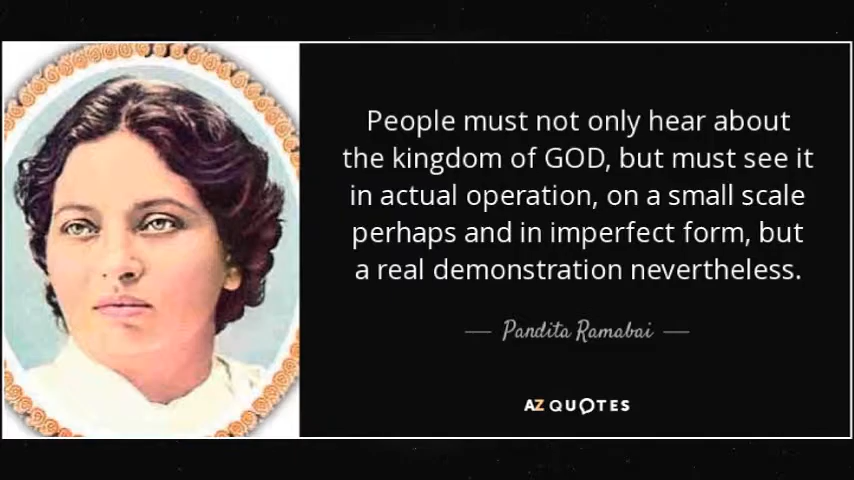 People must not only hear about
the kingdom of GOD, but must see it
in actual operation, on a small scale
perhaps and in imperfect form, but
a real demonstration nevertheless.
— Pandita Ramabai —
AZ QUOTES